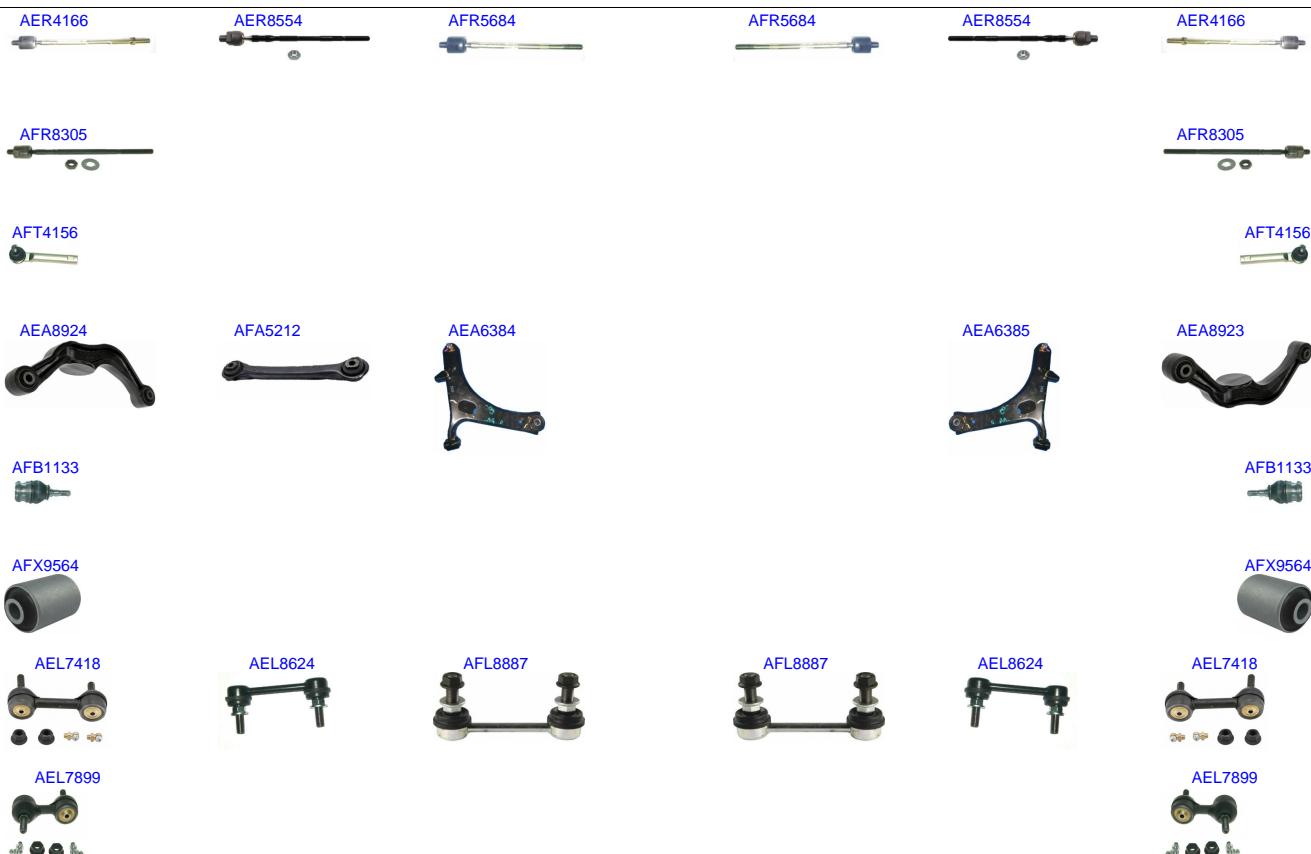 AER4166 AER8554 AFR5684 AFR5684 AER8554 AER4166
AFR8305 AFR8305
AFT4156 AFT4156
AEA8924 AFA5212 AEA6384 AEA6385 AEA8923
AFB1133 AFB1133
AFX9564 AFX9564
AEL7418 AEL8624 AFL8887 AFL8887 AEL8624 AEL7418
AEL7899 AEL7899